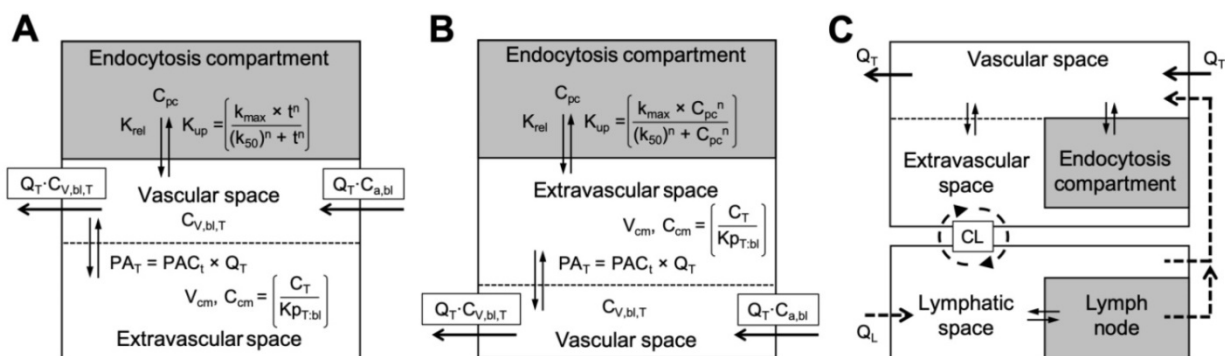 A
Endocytosis compartment
C_pc
K_rel
K_up = [k_max × t^n / (k_50)^n + t^n]
Q_T·C_V,bl,T
Vascular space
Q_T·C_a,bl
C_V,bl,T
PA_T = PAC_t × Q_T
V_cm, C_cm = [C_T / Kp_T:bl]
Extravascular space
B
Endocytosis compartment
C_pc
K_rel
K_up = [k_max × C_pc^n / (k_50)^n + C_pc^n]
Extravascular space
V_cm, C_cm = [C_T / Kp_T:bl]
PA_T = PAC_t × Q_T
Q_T·C_V,bl,T
C_V,bl,T
Q_T·C_a,bl
Vascular space
C
Q_T
Vascular space
Q_T
Extravascular
space
Endocytosis
compartment
CL
Lymphatic
space
Lymph
node
Q_L